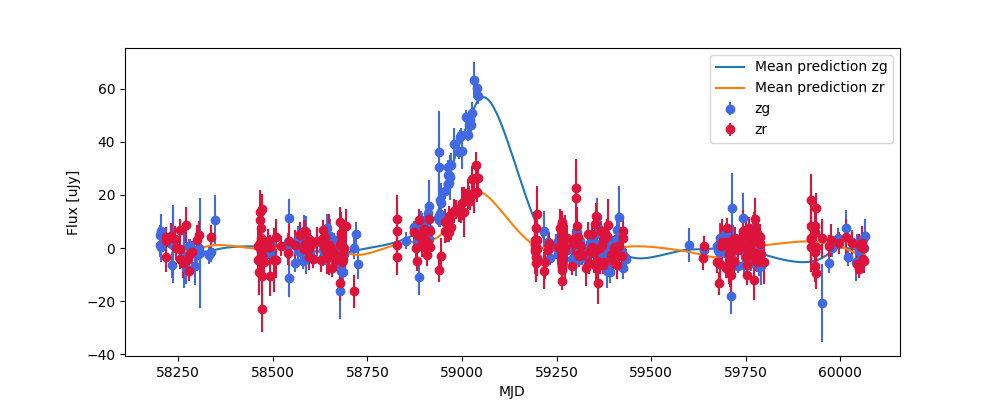 Mean prediction zg
Mean prediction zr
zg
zr
60
40
20
0
−20
−40
Flux [uJy]
58250
58500
58750
59000
59250
59500
59750
60000
MJD